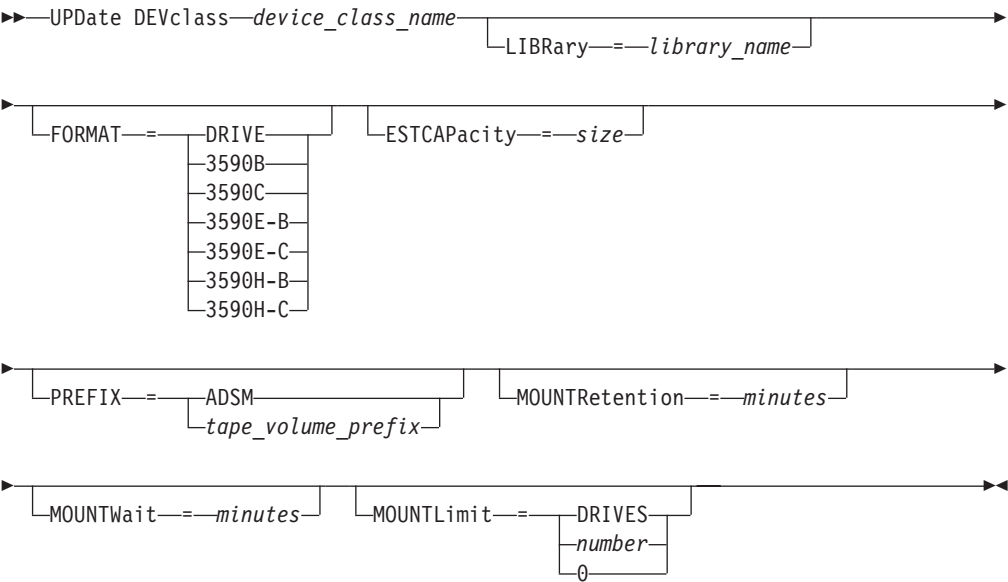 UPDate DEVclass device_class_name
LIBRary = library_name
FORMAT = DRIVE
3590B
3590C
3590E-B
3590E-C
3590H-B
3590H-C
ESTCAPacity = size
PREFIX = ADSM
tape_volume_prefix
MOUNTRetention = minutes
MOUNTWait = minutes
MOUNTLimit = DRIVES
number
0